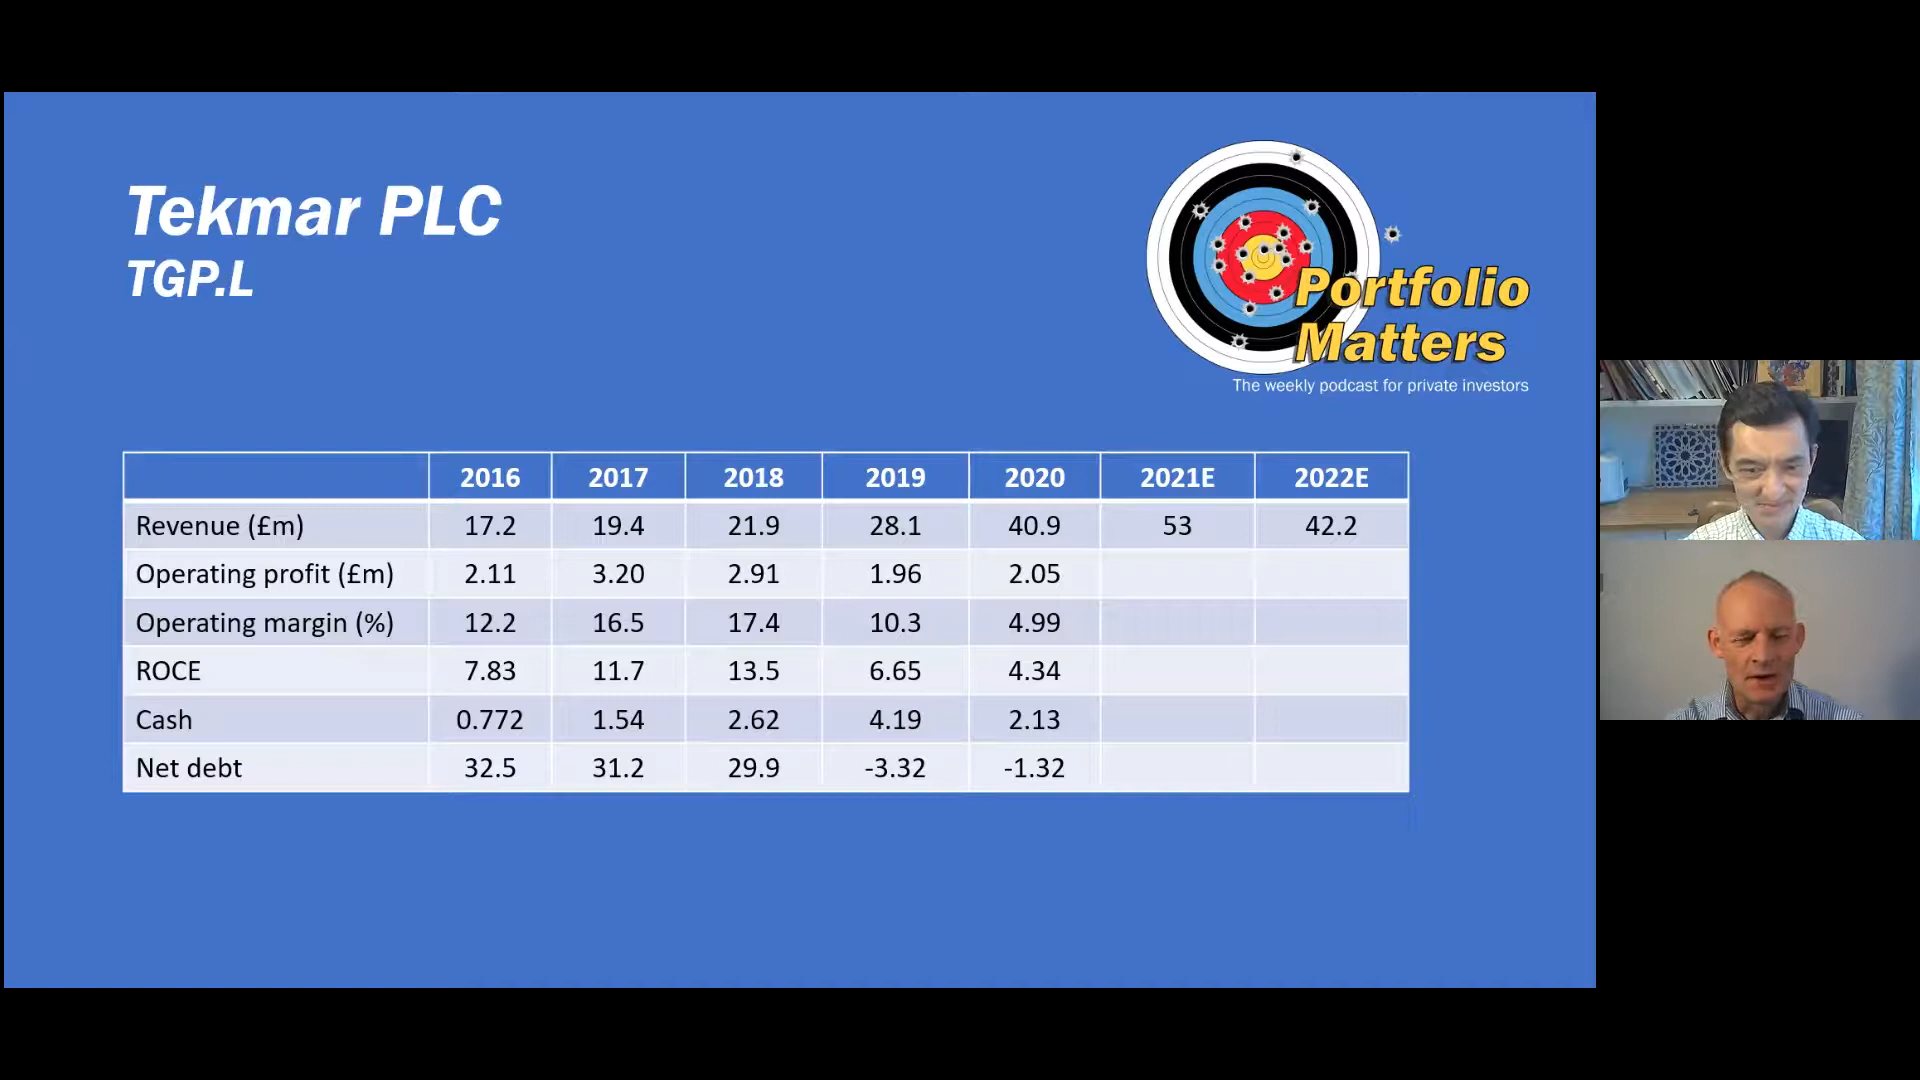 Tekmar PLC
TGP.L
Portfolio
Matters
The weekly podcast for private investors
2016 2017 2018 2019 2020 2021E 2022E
Revenue (£m) 17.2 19.4 21.9 28.1 40.9 53 42.2
Operating profit (£m) 2.11 3.20 2.91 1.96 2.05
Operating margin (%) 12.2 16.5 17.4 10.3 4.99
ROCE 7.83 11.7 13.5 6.65 4.34
Cash 0.772 1.54 2.62 4.19 2.13
Net debt 32.5 31.2 29.9 -3.32 -1.32